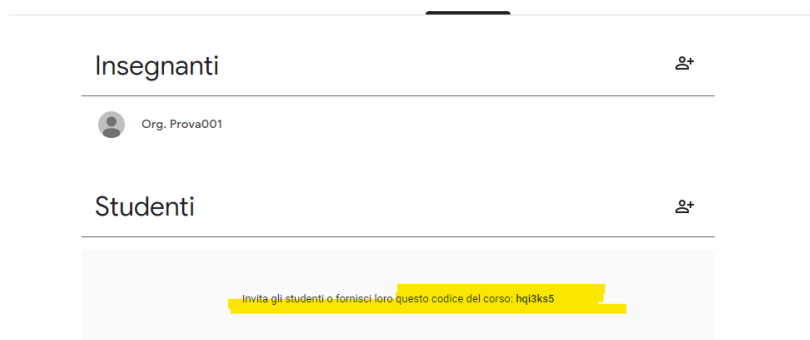 Insegnanti
Org. Prova001
Studenti
Invita gli studenti o fornisci loro questo codice del corso: hqi3ks5